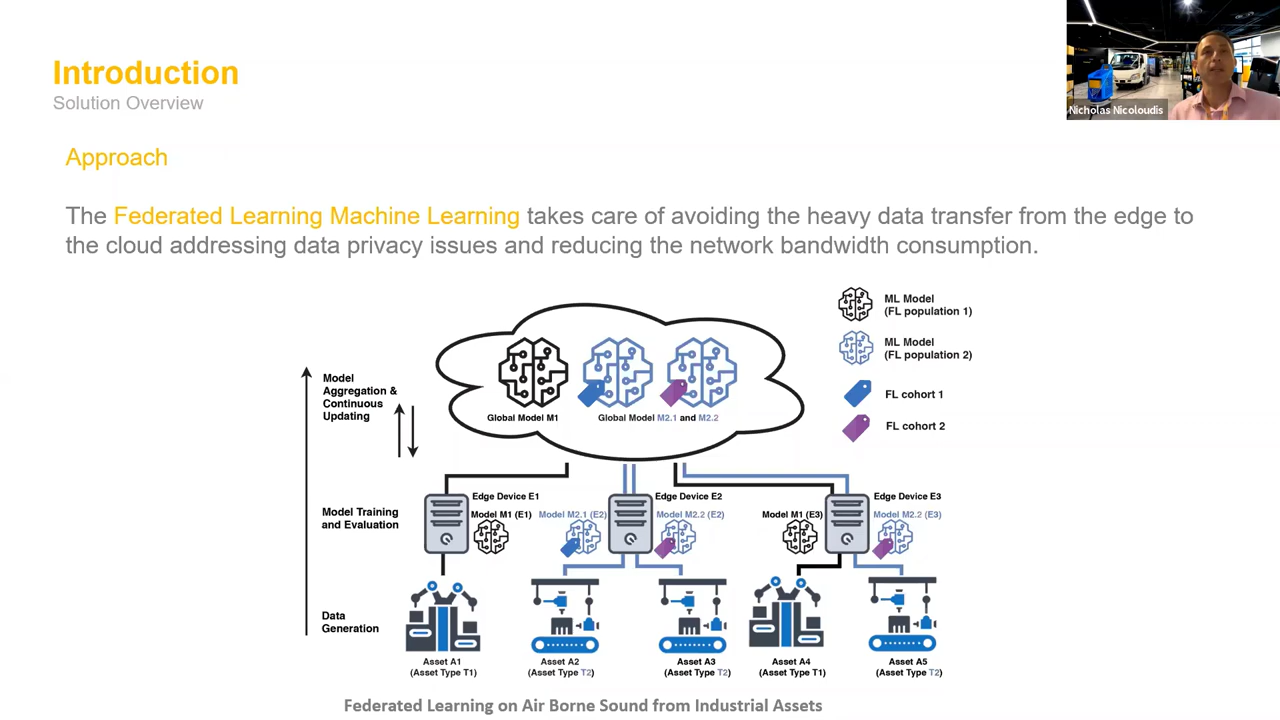 Introduction
Solution Overview
Nicholas Nicoloudis
Approach
The Federated Learning Machine Learning takes care of avoiding the heavy data transfer from the edge to
the cloud addressing data privacy issues and reducing the network bandwidth consumption.
ML Model
(FL population 1)
ML Model
(FL population 2)
FL cohort 1
FL cohort 2
Model
Aggregation &
Continuous
Updating
Global Model M1
Global Model M2.1 and M2.2
Model Training
and Evaluation
Edge Device E1
Model M1 (E1)
Edge Device E2
Model M2.1 (E2)
Model M2.2 (E2)
Edge Device E3
Model M1 (E3)
Model M2.2 (E3)
Data
Generation
Asset A1
(Asset Type T1)
Asset A2
(Asset Type T2)
Asset A3
(Asset Type T2)
Asset A4
(Asset Type T1)
Asset A5
(Asset Type T2)
Federated Learning on Air Borne Sound from Industrial Assets